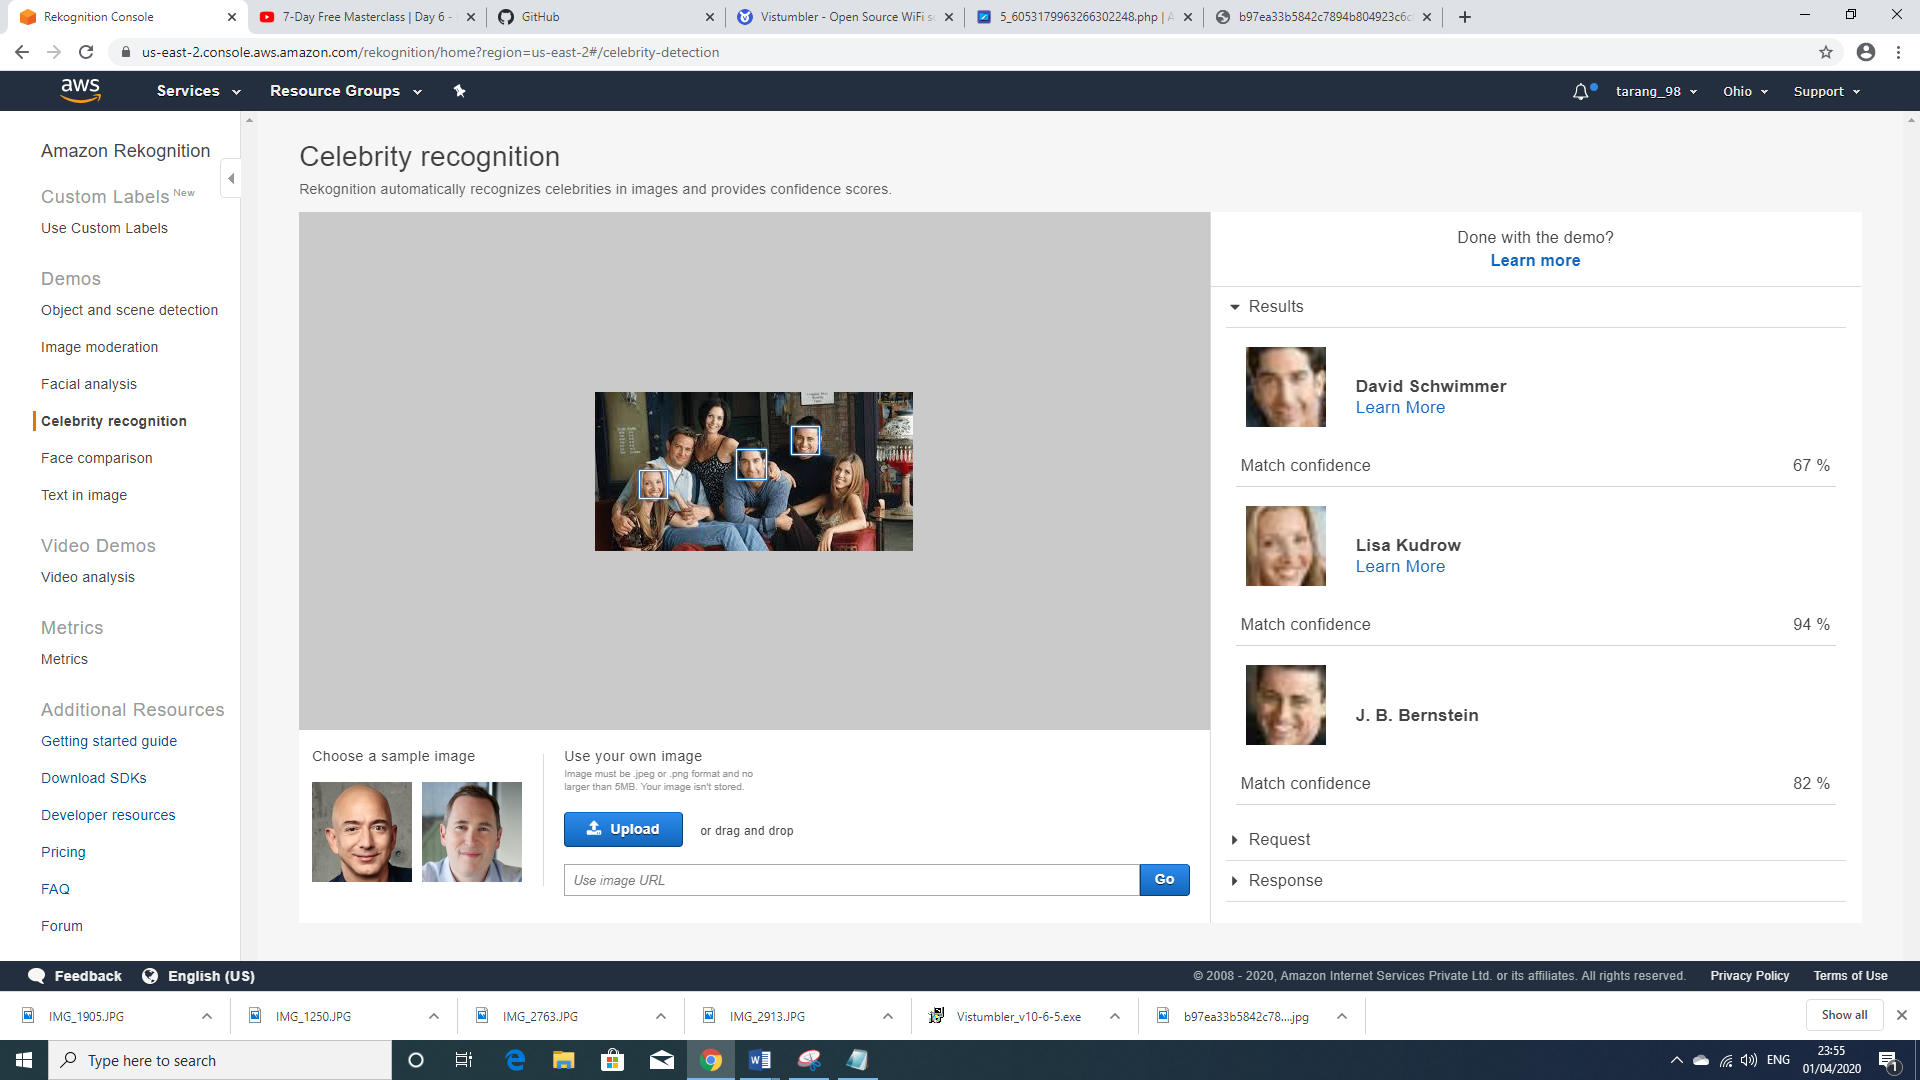 Rekognition Console
7-Day Free Masterclass | Day 6 -
GitHub
Vistumbler - Open Source WiFi s
5_6053179963266302248.php | A
b97ea33b5842c7894b804923c6c
us-east-2.console.aws.amazon.com/rekognition/home?region=us-east-2#/celebrity-detection
aws
Services
Resource Groups
tarang_98
Ohio
Support
Amazon Rekognition
Custom Labels New
Use Custom Labels
Demos
Object and scene detection
Image moderation
Facial analysis
Celebrity recognition
Face comparison
Text in image
Video Demos
Video analysis
Metrics
Metrics
Additional Resources
Getting started guide
Download SDKs
Developer resources
Pricing
FAQ
Forum
Celebrity recognition
Rekognition automatically recognizes celebrities in images and provides confidence scores.
Choose a sample image
Use your own image
Image must be .jpeg or .png format and no
larger than 5MB. Your image isn't stored.
Upload
or drag and drop
Use image URL
Go
Done with the demo?
Learn more
Results
David Schwimmer
Learn More
Match confidence 67 %
Lisa Kudrow
Learn More
Match confidence 94 %
J. B. Bernstein
Match confidence 82 %
Request
Response
Feedback
English (US)
© 2008 - 2020, Amazon Internet Services Private Ltd. or its affiliates. All rights reserved.
Privacy Policy
Terms of Use
IMG_1905.JPG
IMG_1250.JPG
IMG_2763.JPG
IMG_2913.JPG
Vistumbler_v10-6-5.exe
b97ea33b5842c78....jpg
Show all
Type here to search
ENG
23:55
01/04/2020
1